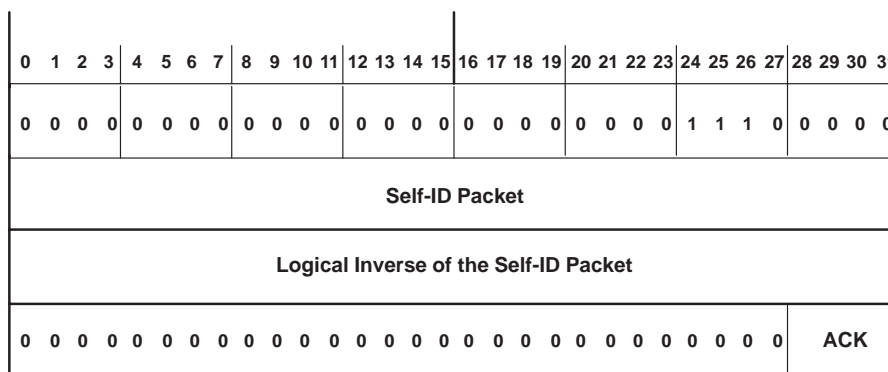 0 1 2 3 4 5 6 7 8 9 10 11 12 13 14 15 16 17 18 19 20 21 22 23 24 25 26 27 28 29 30
0 0 0 0 0 0 0 0 0 0 0 0 0 0 0 0 0 0 0 0 0 0 0 0 1 1 1 0 0 0 0 0
Self-ID Packet
Logical Inverse of the Self-ID Packet
0 0 0 0 0 0 0 0 0 0 0 0 0 0 0 0 0 0 0 0 0 0 0 0 0 0 0 0 ACK